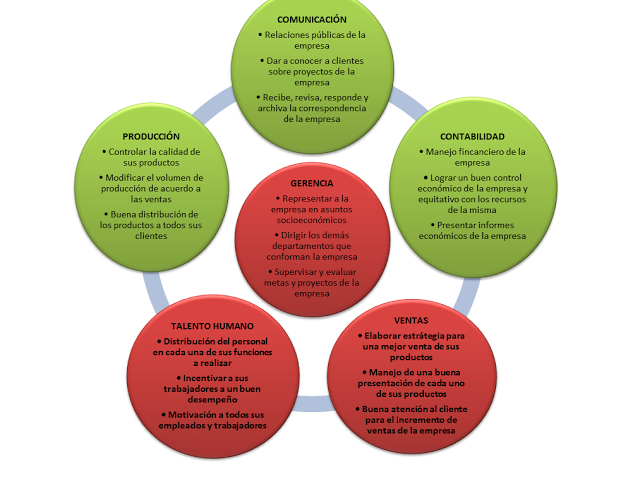 COMUNICACIÓN
• Relaciones públicas de la
empresa
• Dar a conocer a clientes
sobre proyectos de la
empresa
• Recibe, revisa, responde y
archiva la correspondencia
de la empresa
PRODUCCIÓN
• Controlar la calidad de
sus productos
• Modificar el volumen de
producción de acuerdo a
las ventas
• Buena distribución de
los productos a todos sus
clientes
CONTABILIDAD
• Manejo fincanciero de la
empresa
• Lograr un buen control
económico de la empresa y
equitativo con los recursos
de la misma
• Presentar informes
económicos de la empresa
GERENCIA
• Representar a la
empresa en asuntos
socioeconómicos
• Dirigir los demás
departamentos que
conforman la empresa
• Supervisar y evaluar
metas y proyectos de la
empresa
TALENTO HUMANO
• Distribución del personal
en cada una de sus funciones
a realizar
• Incentivar a sus
trabajadores a un buen
desempeño
• Motivación a todos sus
empleados y trabajadores
VENTAS
• Elaborar estrátegia para
una mejor venta de sus
productos
• Manejo de una buena
presentación de cada uno
de sus productos
• Buena atención al cliente
para el incremento de
ventas de la empresa